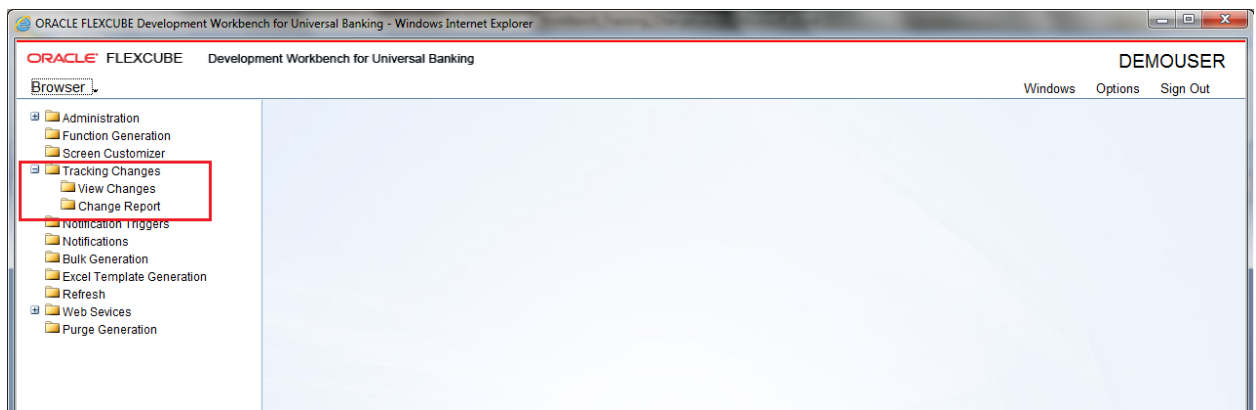 ORACLE FLEXCUBE Development Workbench for Universal Banking - Windows Internet Explorer
ORACLE FLEXCUBE Development Workbench for Universal Banking DEMOUSER
Browser Windows Options Sign Out
Administration
Function Generation
Screen Customizer
Tracking Changes
View Changes
Change Report
Notification Triggers
Notifications
Bulk Generation
Excel Template Generation
Refresh
Web Sevices
Purge Generation